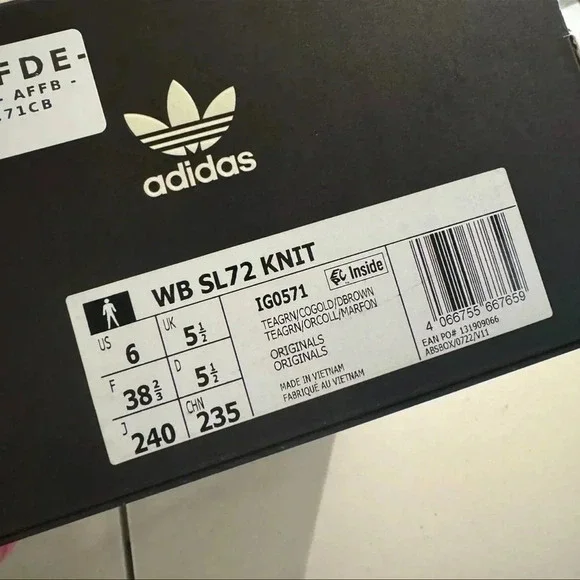 FDE-
- AFFB -
71CB
adidas
WB SL72 KNIT
US 6
UK 5½
F 38⅔
D 5½
J 240
CHN 235
IG0571
Inside
TEAGRN/COGOLD/DBROWN
TEAGRN/ORCOLL/MARFON
ORIGINALS
ORIGINALS
MADE IN VIETNAM
FABRIQUÉ AU VIETNAM
4 066755 667659
EAN PO# 131909066
ABSBOX/0722/V11